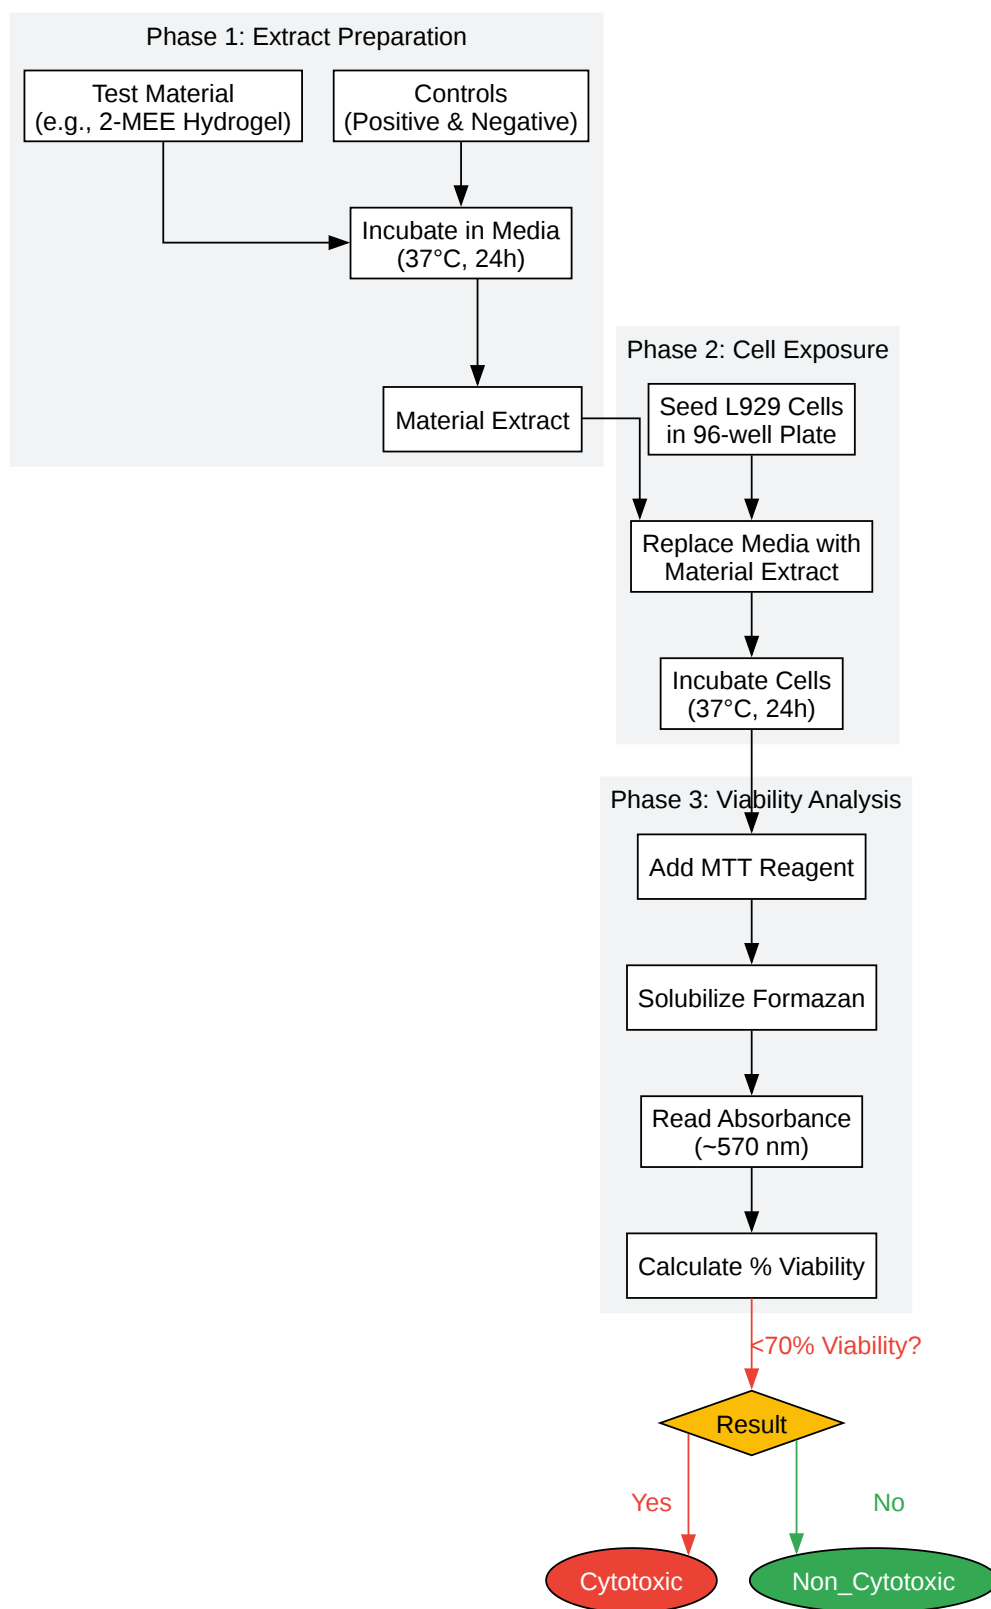 Phase 1: Extract Preparation
Test Material
(e.g., 2-MEE Hydrogel)
Controls
(Positive & Negative)
Incubate in Media
(37°C, 24h)
Material Extract
Phase 2: Cell Exposure
Seed L929 Cells
in 96-well Plate
Replace Media with
Material Extract
Incubate Cells
(37°C, 24h)
Phase 3: Viability Analysis
Add MTT Reagent
Solubilize Formazan
Read Absorbance
(~570 nm)
Calculate % Viability
<70% Viability?
Result
Yes
No
Cytotoxic
Non_Cytotoxic